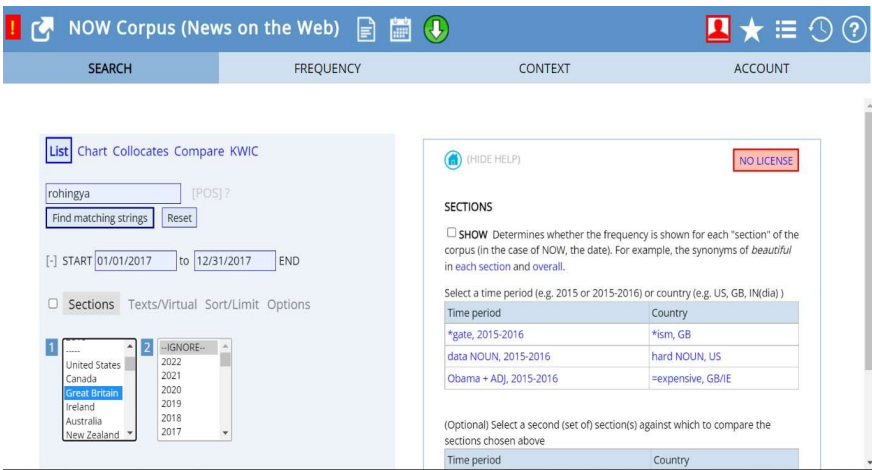 ! NOW Corpus (News on the Web) ?
SEARCH FREQUENCY CONTEXT ACCOUNT
List Chart Collocates Compare KWIC
rohingya [POS] ?
Find matching strings Reset
[-] START 01/01/2017 to 12/31/2017 END
Sections Texts/Virtual Sort/Limit Options
1
-----
United States
Canada
Great Britain
Ireland
Australia
New Zealand
2
--IGNORE--
2022
2021
2020
2019
2018
2017
(HIDE HELP) NO LICENSE
SECTIONS
SHOW Determines whether the frequency is shown for each "section" of the
corpus (in the case of NOW, the date). For example, the synonyms of beautiful
in each section and overall.
Select a time period (e.g. 2015 or 2015-2016) or country (e.g. US, GB, IN(dia) )
Time period Country
*gate, 2015-2016 *ism, GB
data NOUN, 2015-2016 hard NOUN, US
Obama + ADJ, 2015-2016 =expensive, GB/IE
(Optional) Select a second (set of) section(s) against which to compare the
sections chosen above
Time period Country